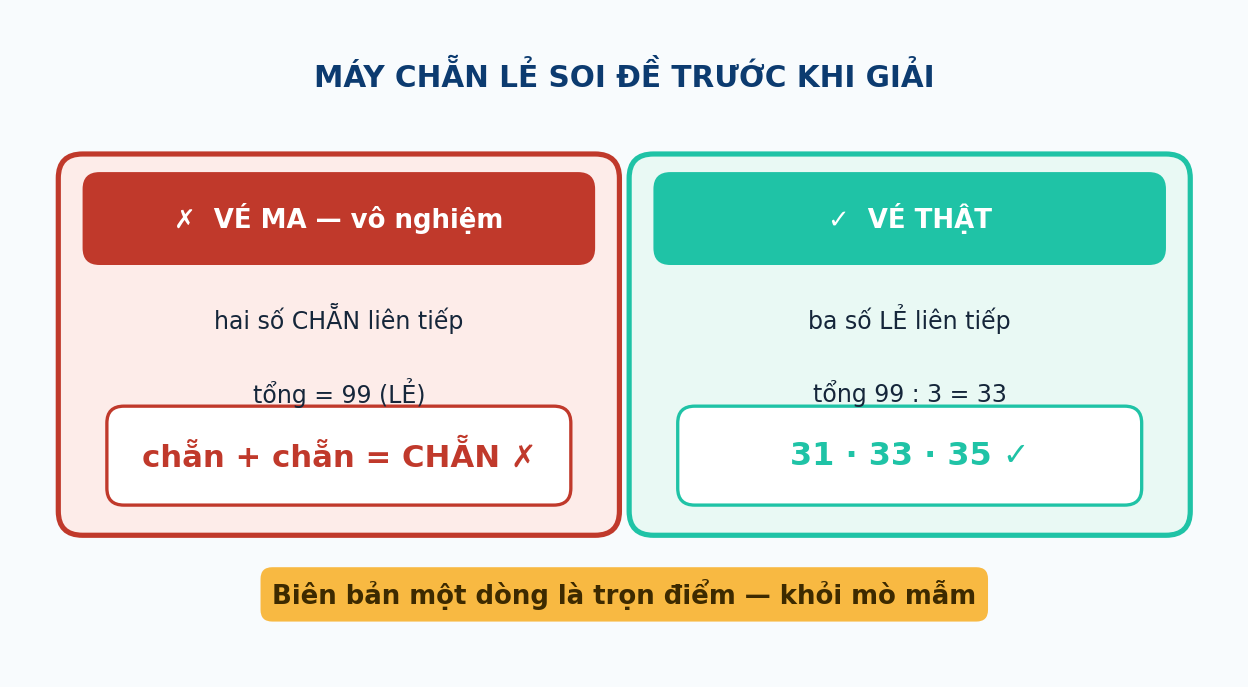 MÁY CHẴN LẺ SOI ĐỀ TRƯỚC KHI GIẢI
✗ VÉ MA — vô nghiệm
hai số CHẴN liên tiếp
tổng = 99 (LẺ)
chẵn + chẵn = CHẴN ✗
✓ VÉ THẬT
ba số LẺ liên tiếp
tổng 99 : 3 = 33
31 · 33 · 35 ✓
Biên bản một dòng là trọn điểm — khỏi mò mẫm